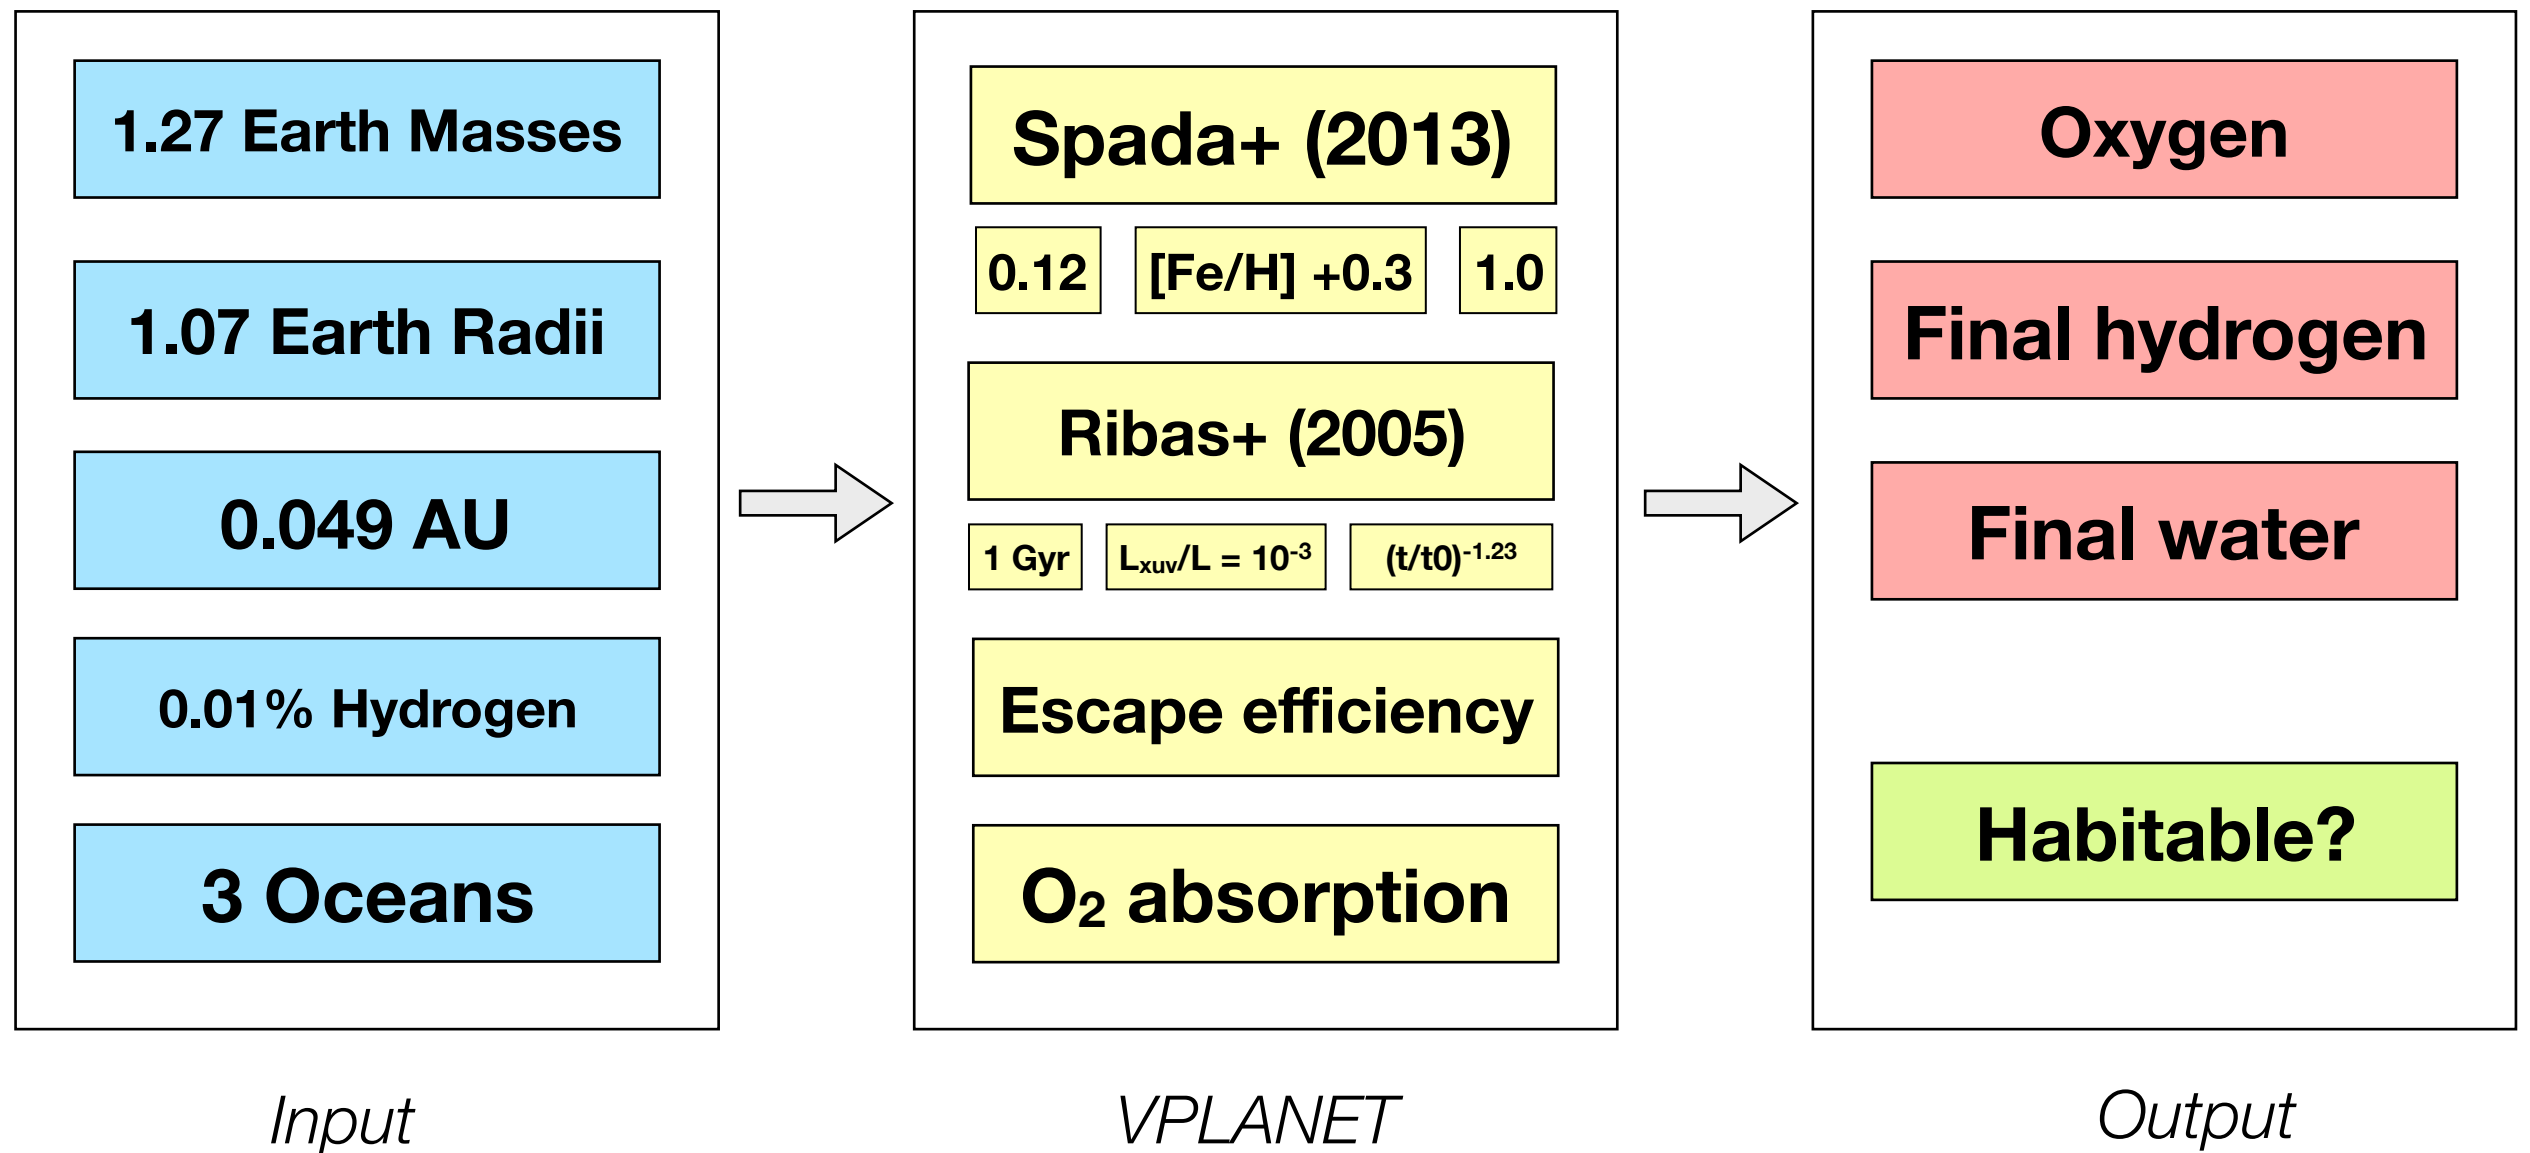 1.27 Earth Masses
1.07 Earth Radii
0.049 AU
0.01% Hydrogen
3 Oceans
Input
Spada+ (2013)
0.12
[Fe/H] +0.3
1.0
Ribas+ (2005)
1 Gyr
Lxuv/L = 10-3
(t/t0)-1.23
Escape efficiency
O2 absorption
VPLANET
Oxygen
Final hydrogen
Final water
Habitable?
Output